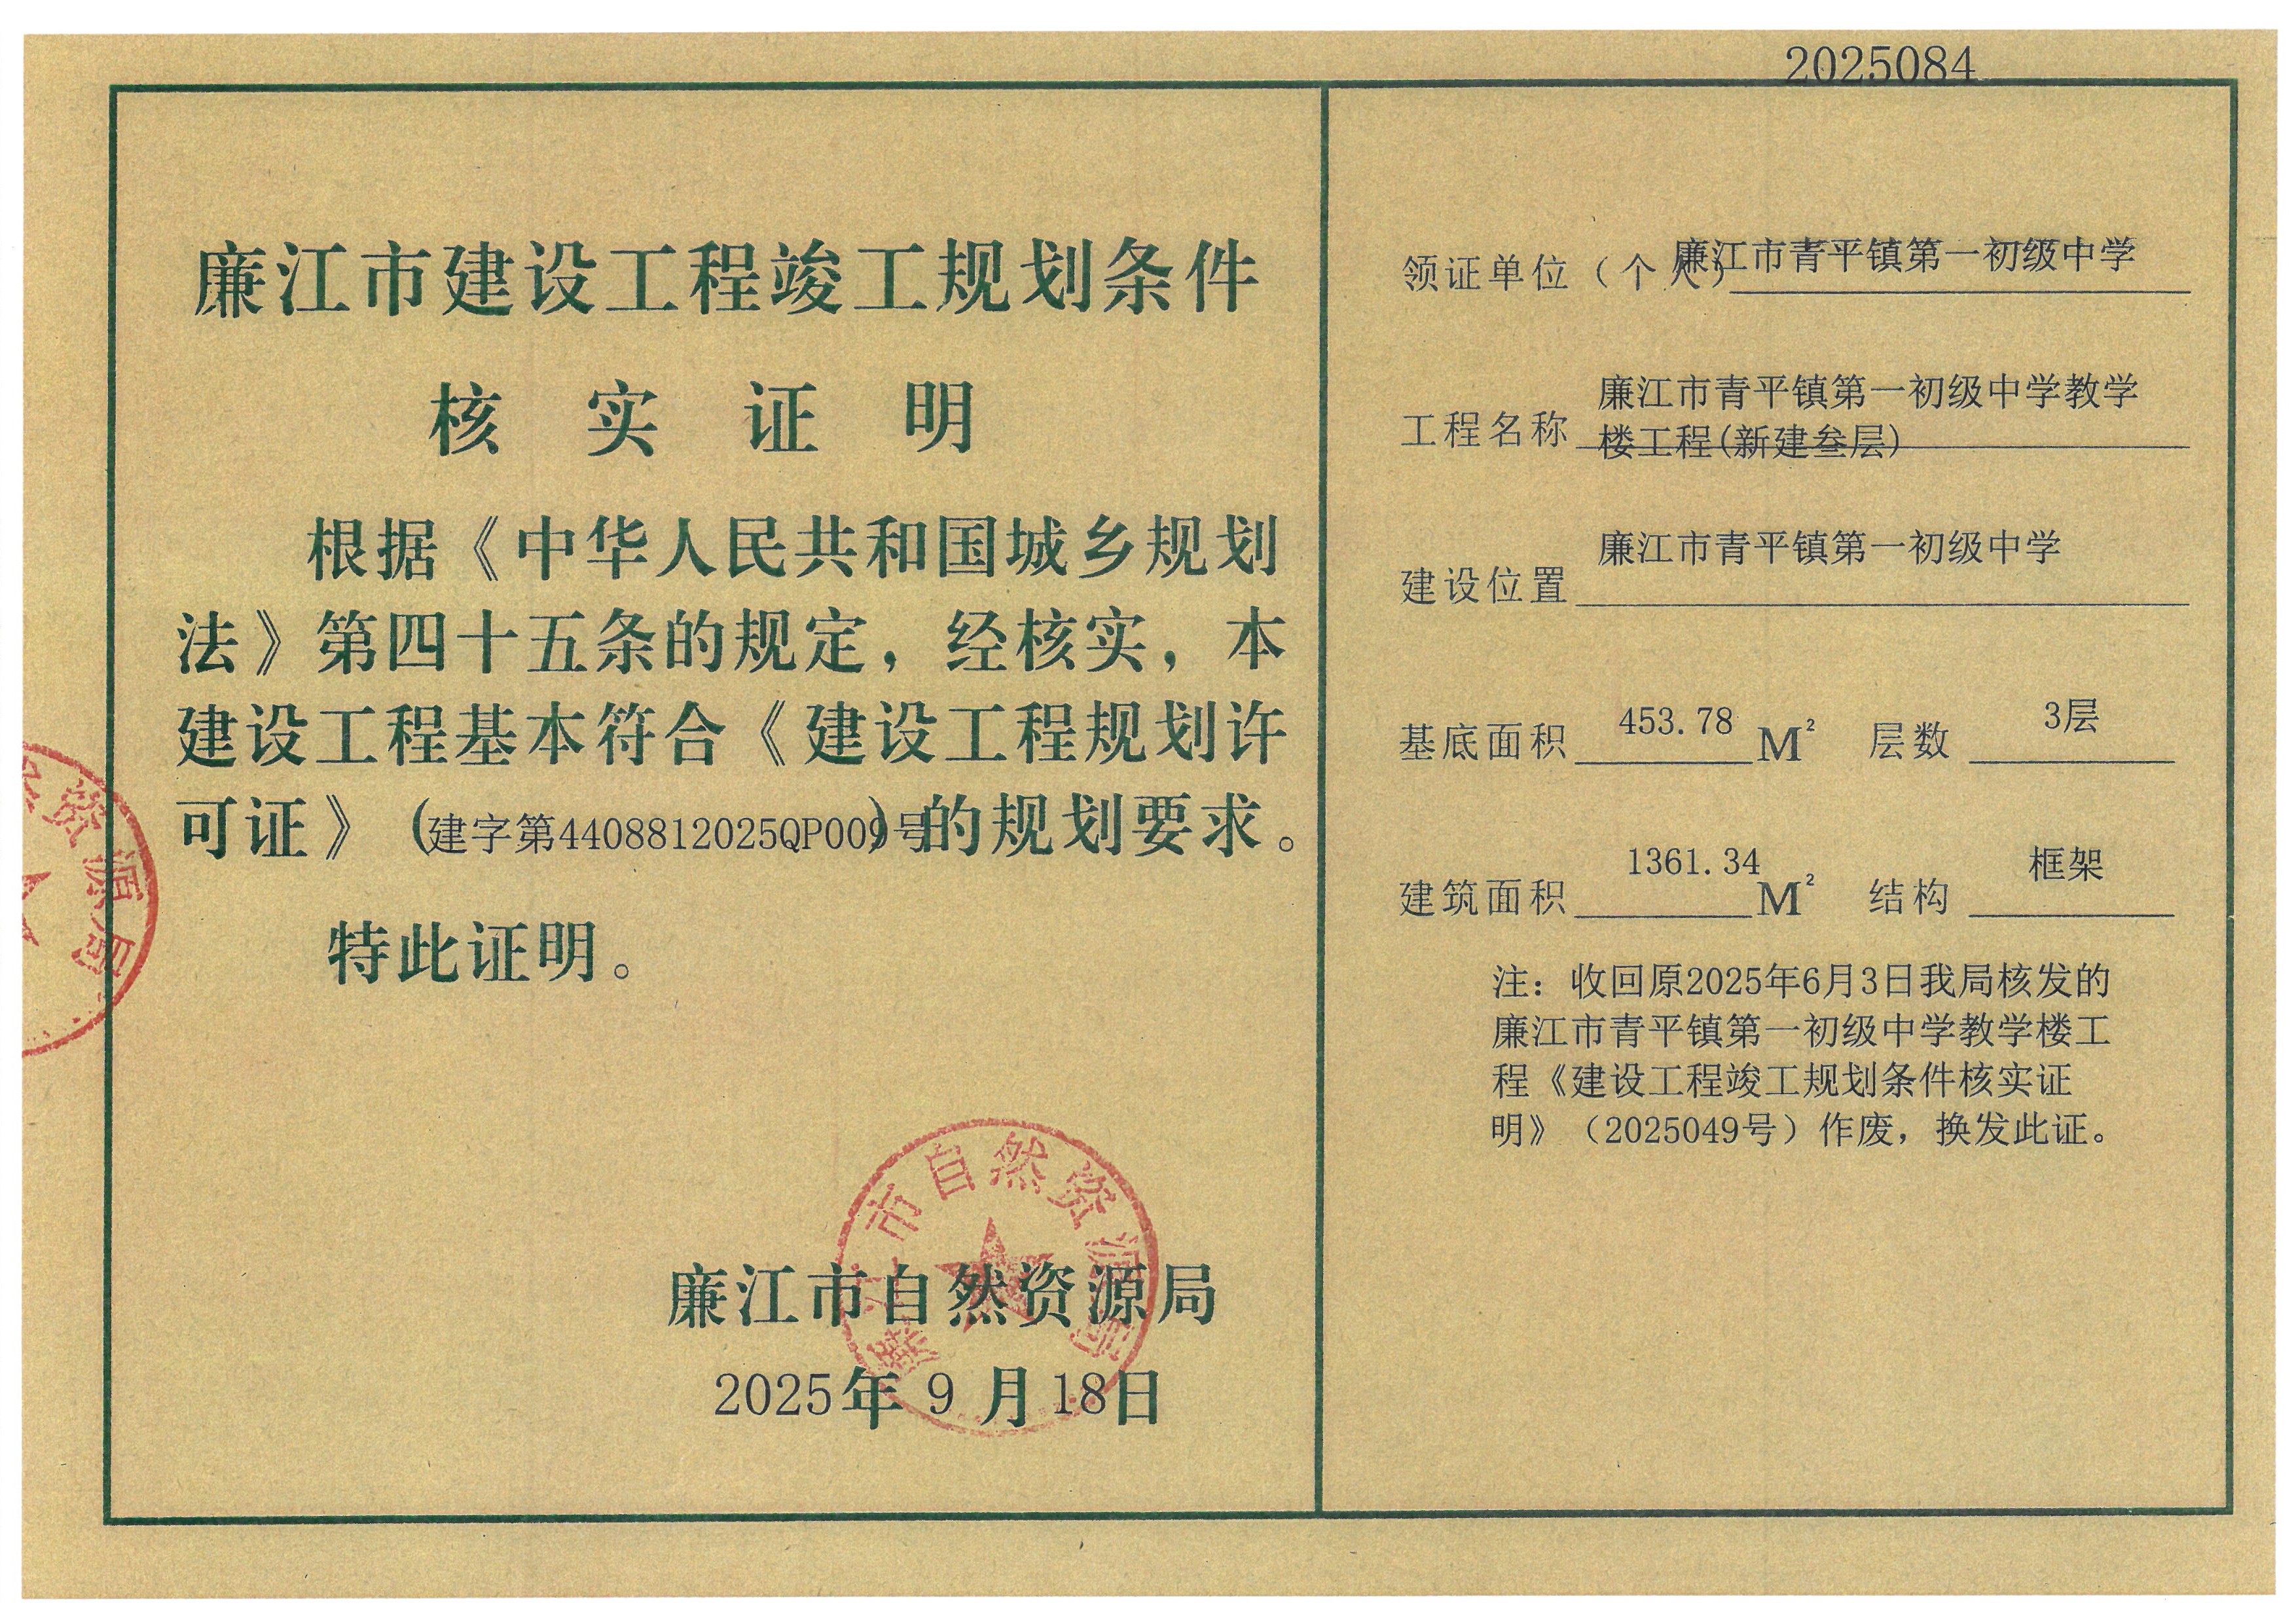 2025084
廉江市建设工程竣工规划条件
核实证明
根据《中华人民共和国城乡规划
法》第四十五条的规定，经核实，本
建设工程基本符合《建设工程规划许
可证》（建字第4408812025QP009号）的规划要求。
特此证明。
廉江市自然资源局
2025年9月18日
领证单位（个人）廉江市青平镇第一初级中学
工程名称 廉江市青平镇第一初级中学教学
楼工程(新建叁层)
建设位置 廉江市青平镇第一初级中学
基底面积 453.78 M² 层数 3层
建筑面积 1361.34 M² 结构 框架
注：收回原2025年6月3日我局核发的
廉江市青平镇第一初级中学教学楼工
程《建设工程竣工规划条件核实证
明》（2025049号）作废，换发此证。
廉江市自然资源局
然资源局